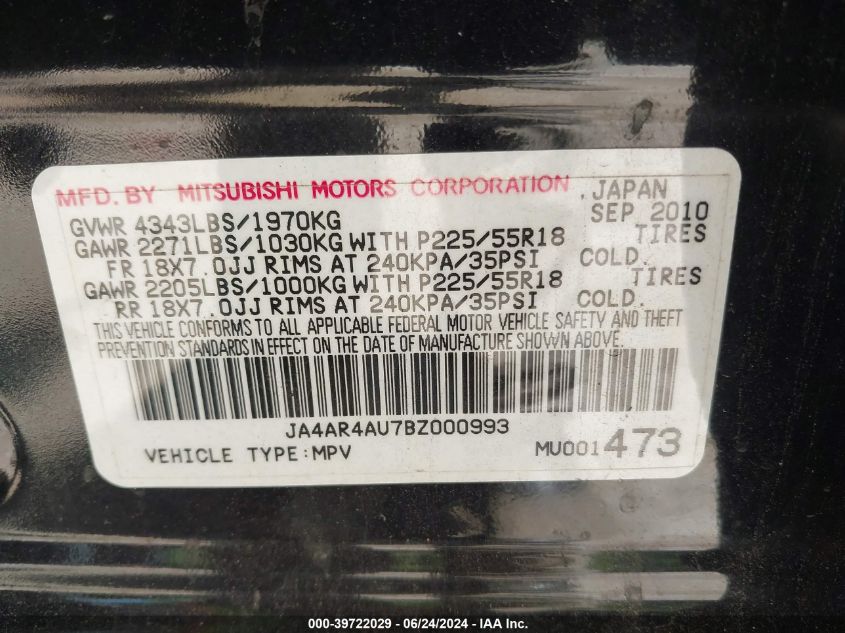 MFD. BY MITSUBISHI MOTORS CORPORATION , JAPAN
GVWR 4343LBS/1970KG SEP 2010
GAWR 2271LBS/1030KG WITH P225/55R18 TIRES
FR 18X7.0JJ RIMS AT 240KPA/35PSI COLD.
GAWR 2205LBS/1000KG WITH P225/55R18 TIRES
RR 18X7.0JJ RIMS AT 240KPA/35PSI COLD.
THIS VEHICLE CONFORMS TO ALL APPLICABLE FEDERAL MOTOR VEHICLE SAFETY AND THEFT
PREVENTION STANDARDS IN EFFECT ON THE DATE OF MANUFACTURE SHOWN ABOVE.
JA4AR4AU7BZ000993
VEHICLE TYPE:MPV MU001473
000-39722029 - 06/24/2024 - IAA Inc.